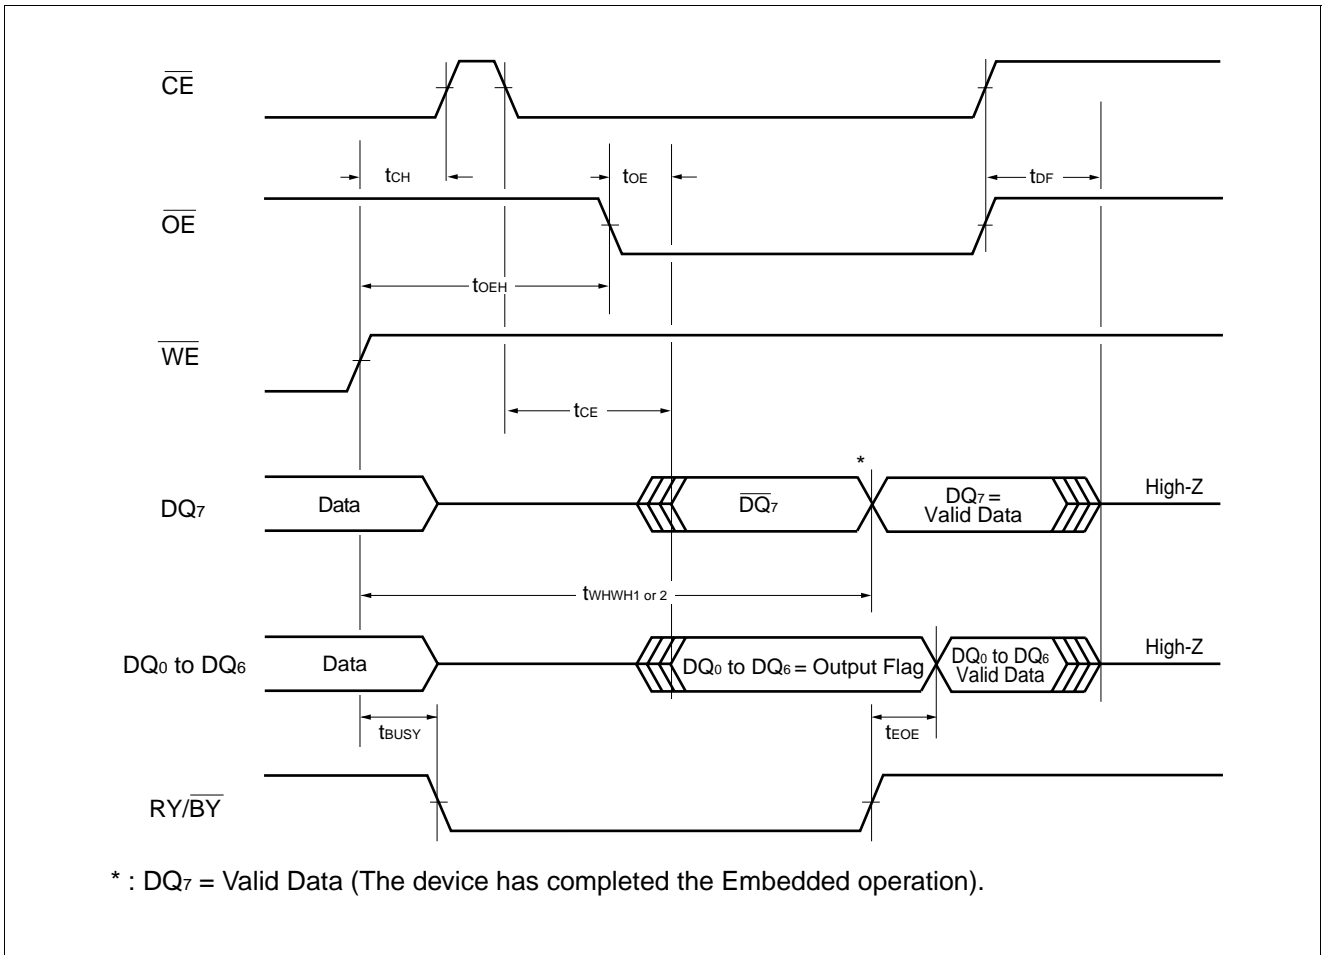 CE
tCH
tOE
tDF
OE
tOEH
WE
tCE
*
DQ7
Data
DQ7
DQ7 =
Valid Data
High-Z
tWHWH1 or 2
DQ0 to DQ6
Data
DQ0 to DQ6 = Output Flag
DQ0 to DQ6
Valid Data
High-Z
tBUSY
tEOE
RY/BY
* : DQ7 = Valid Data (The device has completed the Embedded operation).